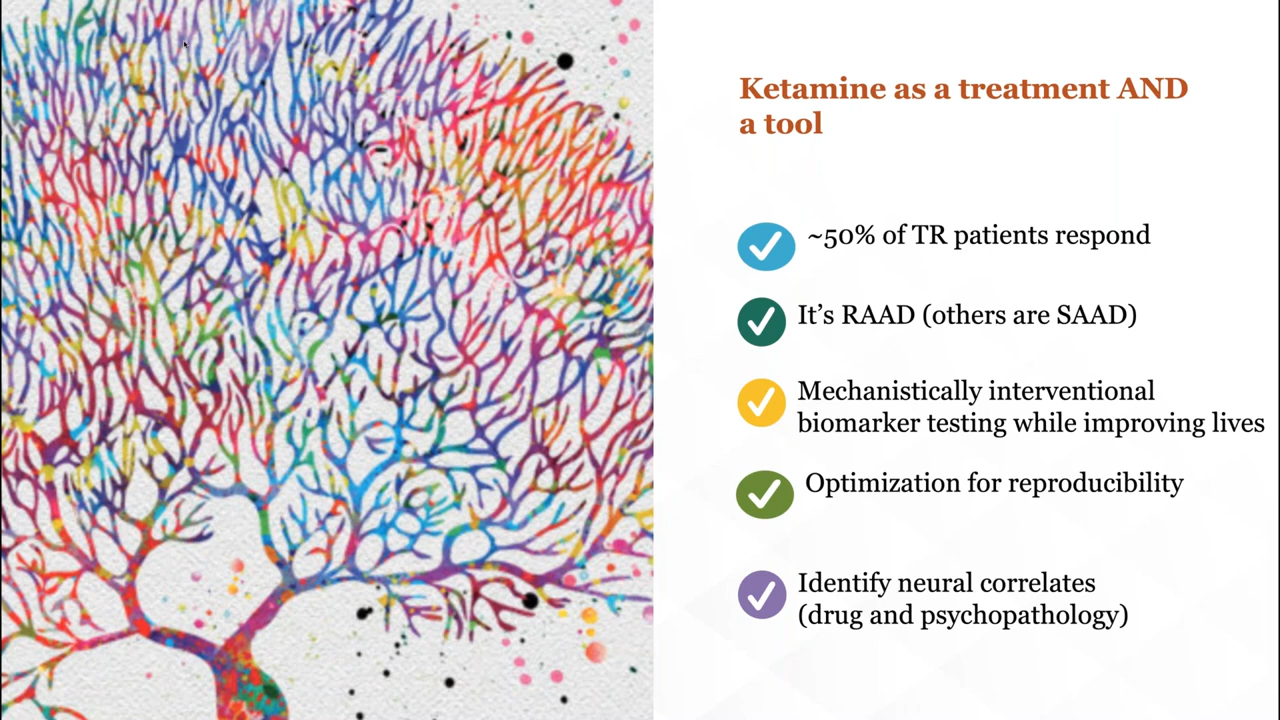 Ketamine as a treatment AND
a tool
~50% of TR patients respond
It’s RAAD (others are SAAD)
Mechanistically interventional
biomarker testing while improving lives
Optimization for reproducibility
Identify neural correlates
(drug and psychopathology)